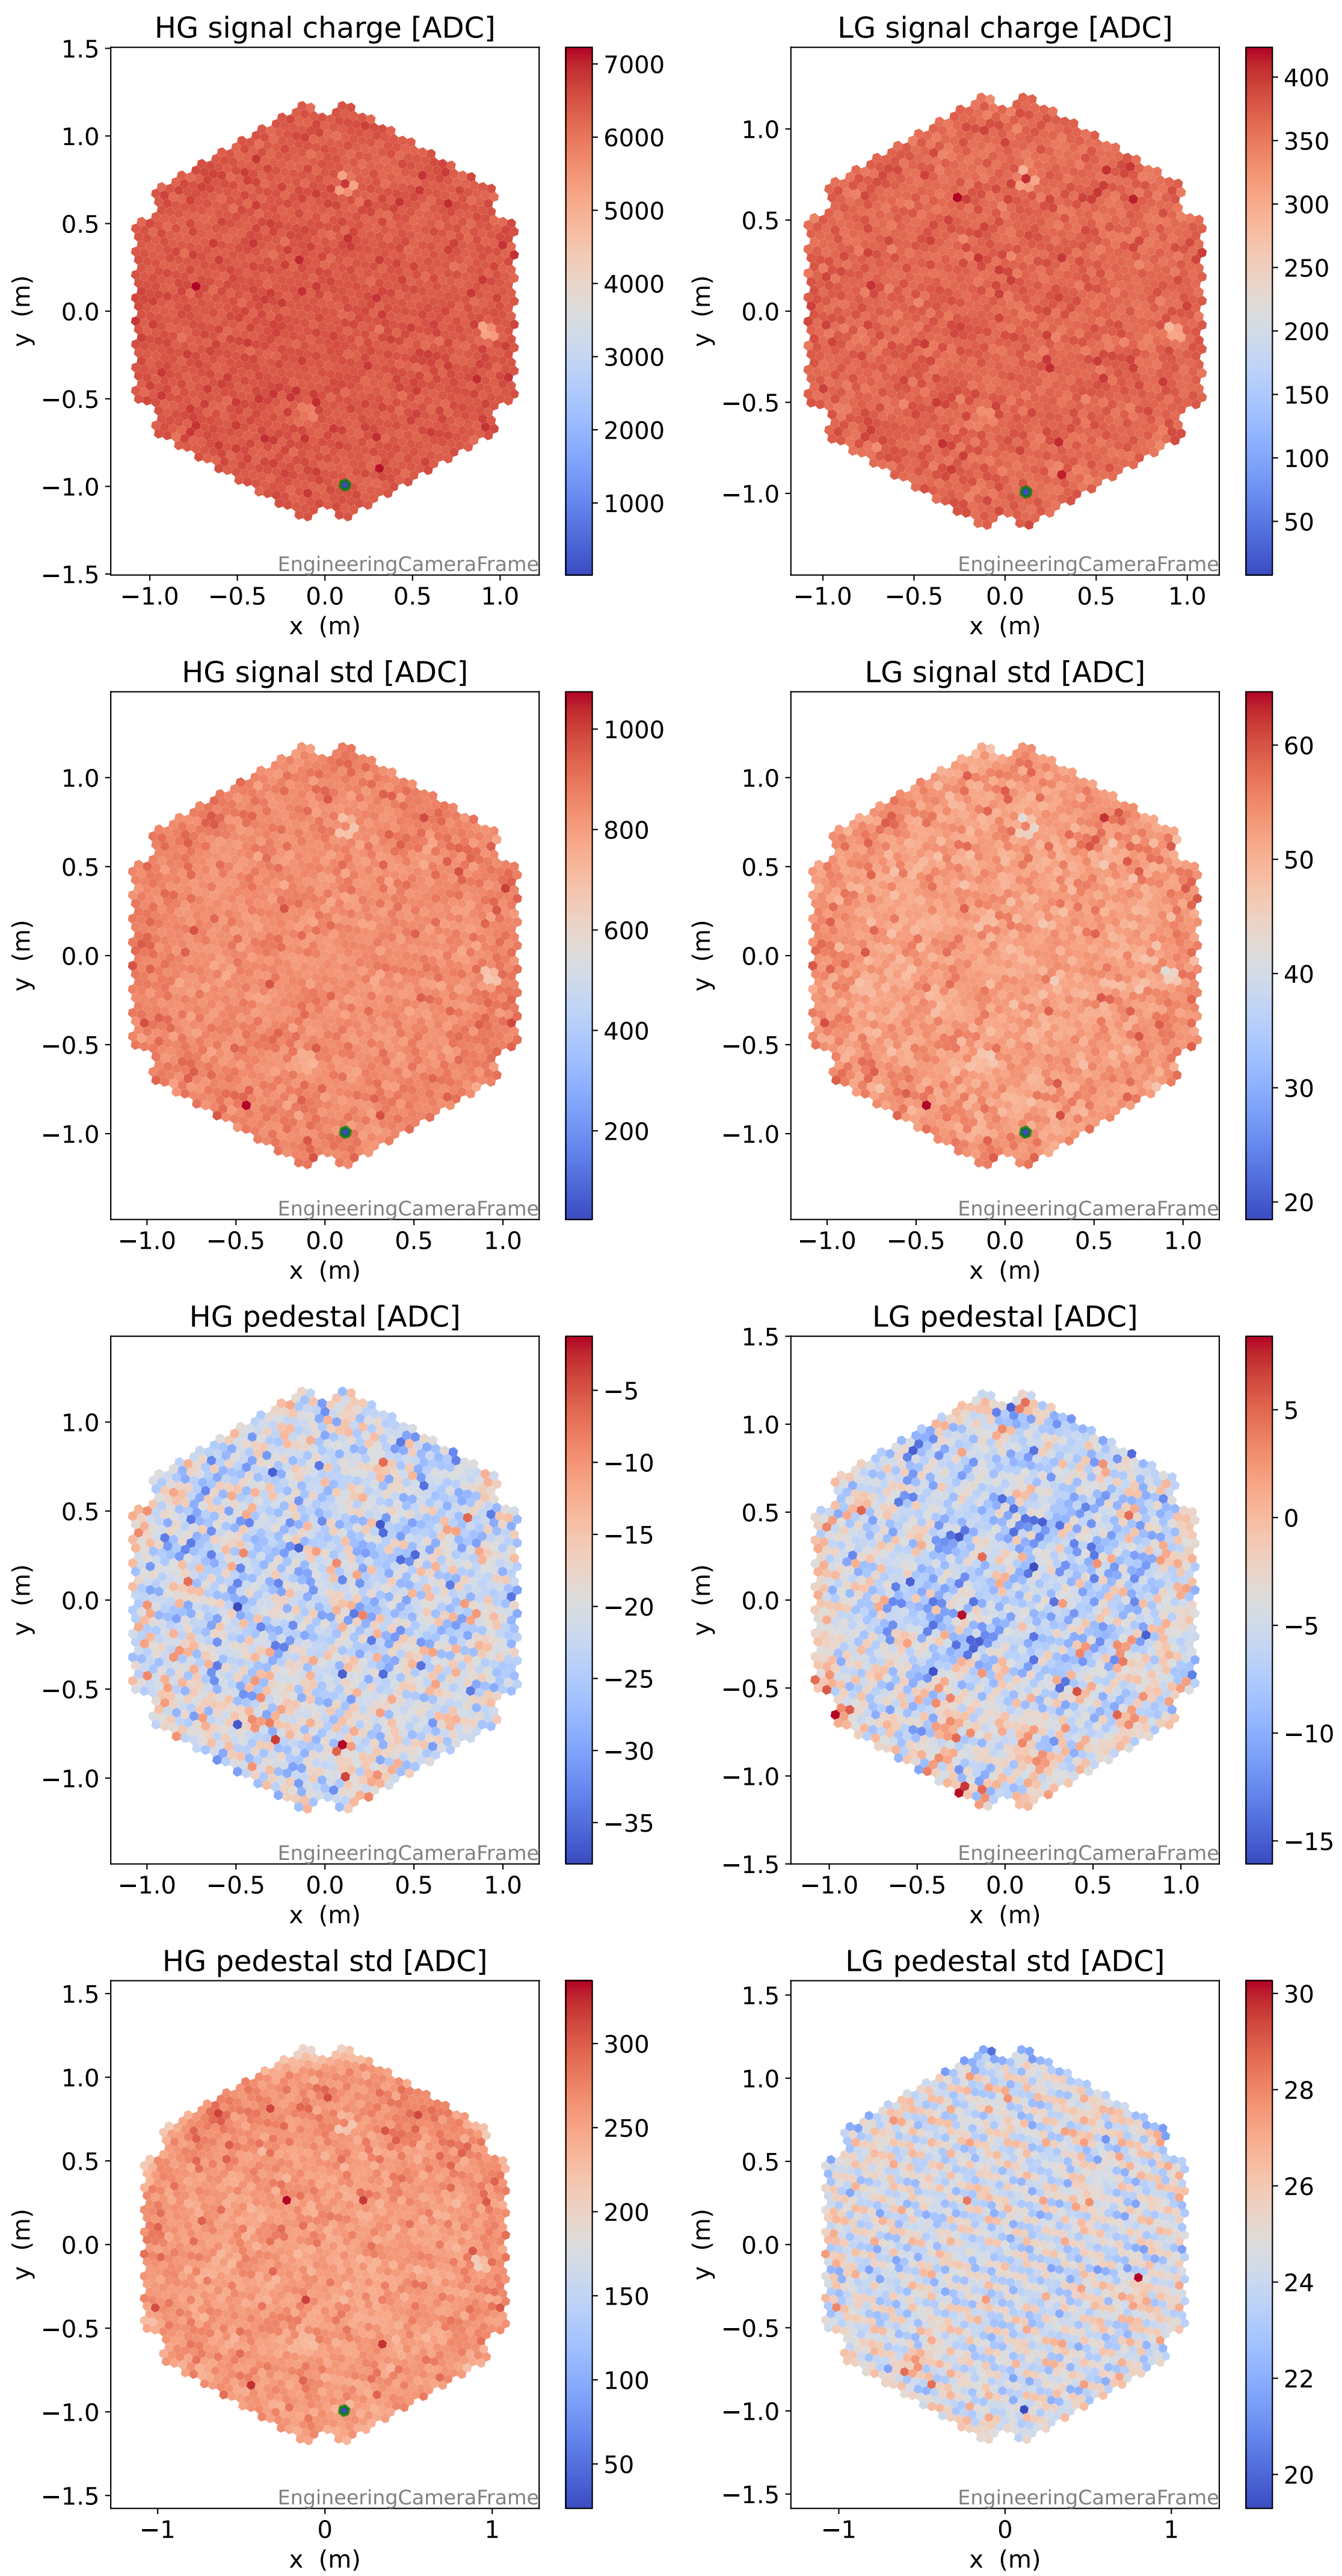 HG signal charge [ADC]
1.5
1.0
0.5
0.0
−0.5
−1.0
−1.5
y (m)
−1.0 −0.5 0.0 0.5 1.0
x (m)
EngineeringCameraFrame
7000
6000
5000
4000
3000
2000
1000
LG signal charge [ADC]
1.0
0.5
0.0
−0.5
−1.0
y (m)
−1.0 −0.5 0.0 0.5 1.0
x (m)
EngineeringCameraFrame
400
350
300
250
200
150
100
50
HG signal std [ADC]
1.0
0.5
0.0
−0.5
−1.0
y (m)
−1.0 −0.5 0.0 0.5 1.0
x (m)
EngineeringCameraFrame
1000
800
600
400
200
LG signal std [ADC]
1.0
0.5
0.0
−0.5
−1.0
y (m)
−1.0 −0.5 0.0 0.5 1.0
x (m)
EngineeringCameraFrame
60
50
40
30
20
HG pedestal [ADC]
1.0
0.5
0.0
−0.5
−1.0
y (m)
−1.0 −0.5 0.0 0.5 1.0
x (m)
EngineeringCameraFrame
−5
−10
−15
−20
−25
−30
−35
LG pedestal [ADC]
1.5
1.0
0.5
0.0
−0.5
−1.0
−1.5
y (m)
−1.0 −0.5 0.0 0.5 1.0
x (m)
EngineeringCameraFrame
5
0
−5
−10
−15
HG pedestal std [ADC]
1.5
1.0
0.5
0.0
−0.5
−1.0
−1.5
y (m)
−1 0 1
x (m)
EngineeringCameraFrame
300
250
200
150
100
50
LG pedestal std [ADC]
1.5
1.0
0.5
0.0
−0.5
−1.0
−1.5
y (m)
−1 0 1
x (m)
EngineeringCameraFrame
30
28
26
24
22
20